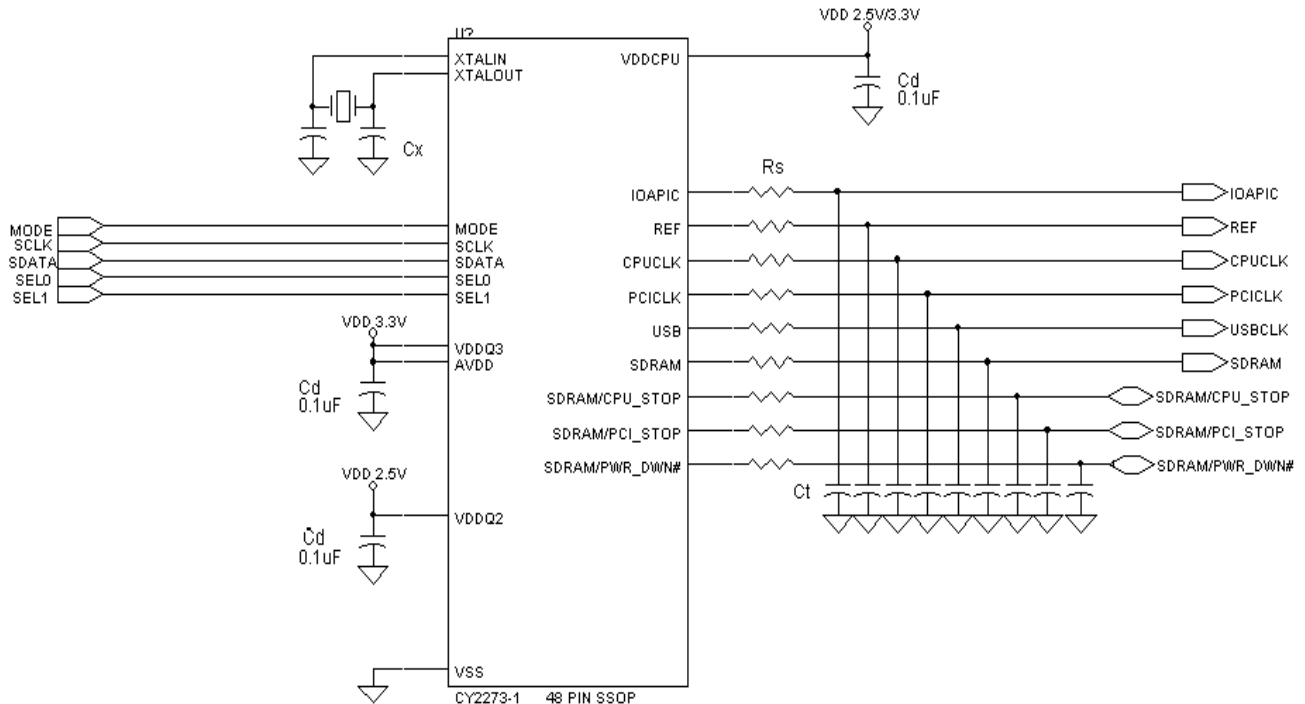 VDD 2.5V/3.3V
U?
XTALIN
XTALOUT
VDDCPU
Cd
0.1uF
Cx
Rs
IOAPIC
IOAPIC
MODE
MODE
REF
REF
SCLK
SCLK
SDATA
SDATA
CPUCLK
CPUCLK
SEL0
SEL0
SEL1
SEL1
PCICLK
PCICLK
VDD 3.3V
USB
USBCLK
VDDQ3
AVDD
SDRAM
SDRAM
Cd
0.1uF
SDRAM/CPU_STOP
SDRAM/CPU_STOP
SDRAM/PCI_STOP
SDRAM/PCI_STOP
SDRAM/PWR_DWN#
SDRAM/PWR_DWN#
VDD 2.5V
Ct
VDDQ2
Cd
0.1uF
VSS
CY2273-1 48 PIN SSOP